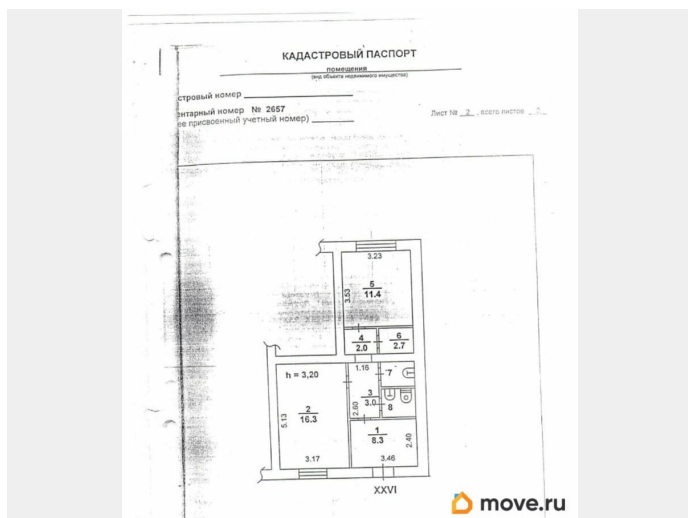 КАДАСТРОВЫЙ ПАСПОРТ
помещения
(вид объекта недвижимого имущества)
стровый номер
нтарный номер № 2657
ее присвоенный учетный номер)
Лист № 2 , всего листов 2
3.23
5
11.4
3.53
4
2.0
6
2.7
h = 3,20
1.16
7
3
3.0
2.60
8
2
16.3
5.13
1
8.3
2.40
3.17
3.46
XXVI
move.ru